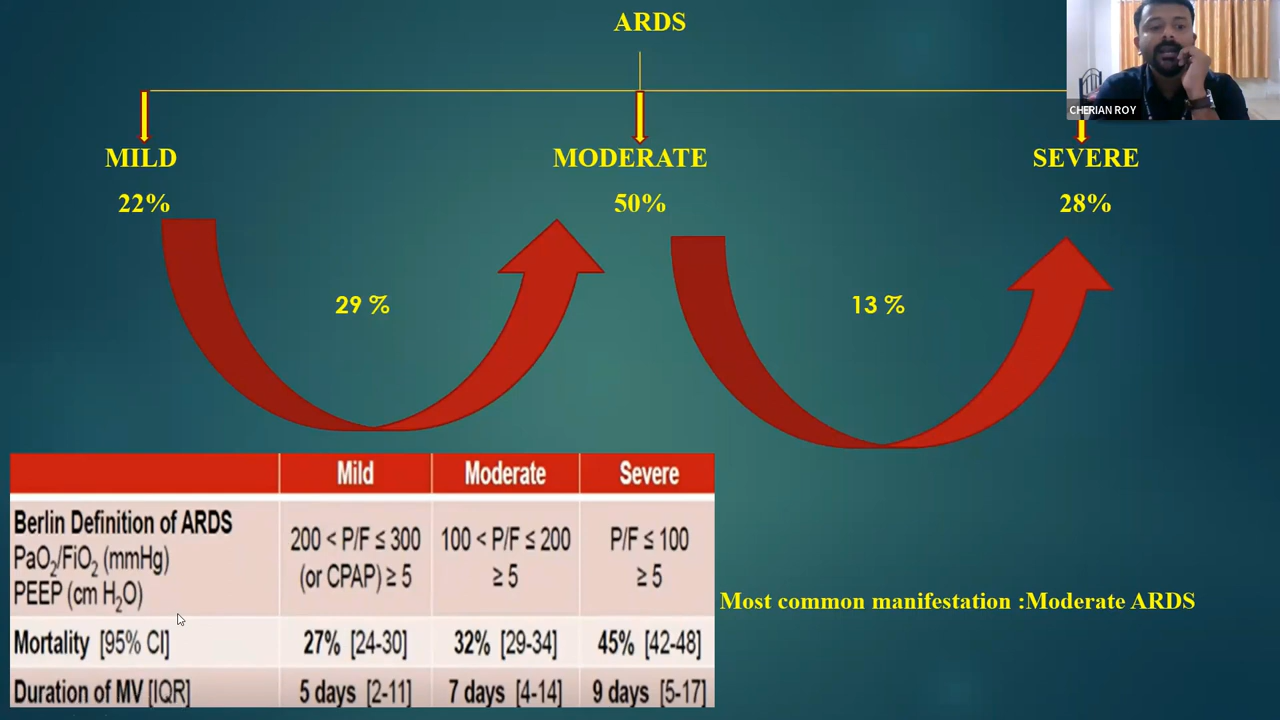 ARDS
CHERIAN ROY
MILD
MODERATE
SEVERE
22%
50%
28%
29 %
13 %
Mild Moderate Severe
Berlin Definition of ARDS
PaO₂/FiO₂ (mmHg)
PEEP (cm H₂O)
200 < P/F ≤ 300
(or CPAP) ≥ 5
100 < P/F ≤ 200
≥ 5
P/F ≤ 100
≥ 5
Mortality [95% CI] 27% [24-30] 32% [29-34] 45% [42-48]
Duration of MV [IQR] 5 days [2-11] 7 days [4-14] 9 days [5-17]
Most common manifestation :Moderate ARDS